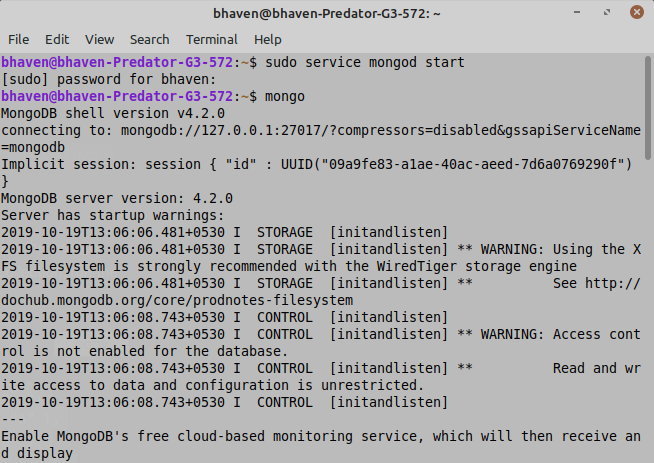 bhaven@bhaven-Predator-G3-572: ~
File Edit View Search Terminal Help
bhaven@bhaven-Predator-G3-572:~$ sudo service mongod start
[sudo] password for bhaven:
bhaven@bhaven-Predator-G3-572:~$ mongo
MongoDB shell version v4.2.0
connecting to: mongodb://127.0.0.1:27017/?compressors=disabled&gssapiServiceName
=mongodb
Implicit session: session { "id" : UUID("09a9fe83-a1ae-40ac-aeed-7d6a0769290f")
}
MongoDB server version: 4.2.0
Server has startup warnings:
2019-10-19T13:06:06.481+0530 I  STORAGE  [initandlisten]
2019-10-19T13:06:06.481+0530 I  STORAGE  [initandlisten] ** WARNING: Using the X
FS filesystem is strongly recommended with the WiredTiger storage engine
2019-10-19T13:06:06.481+0530 I  STORAGE  [initandlisten] **          See http://
dochub.mongodb.org/core/prodnotes-filesystem
2019-10-19T13:06:08.743+0530 I  CONTROL  [initandlisten]
2019-10-19T13:06:08.743+0530 I  CONTROL  [initandlisten] ** WARNING: Access cont
rol is not enabled for the database.
2019-10-19T13:06:08.743+0530 I  CONTROL  [initandlisten] **          Read and wr
ite access to data and configuration is unrestricted.
2019-10-19T13:06:08.743+0530 I  CONTROL  [initandlisten]
---
Enable MongoDB's free cloud-based monitoring service, which will then receive an
d display